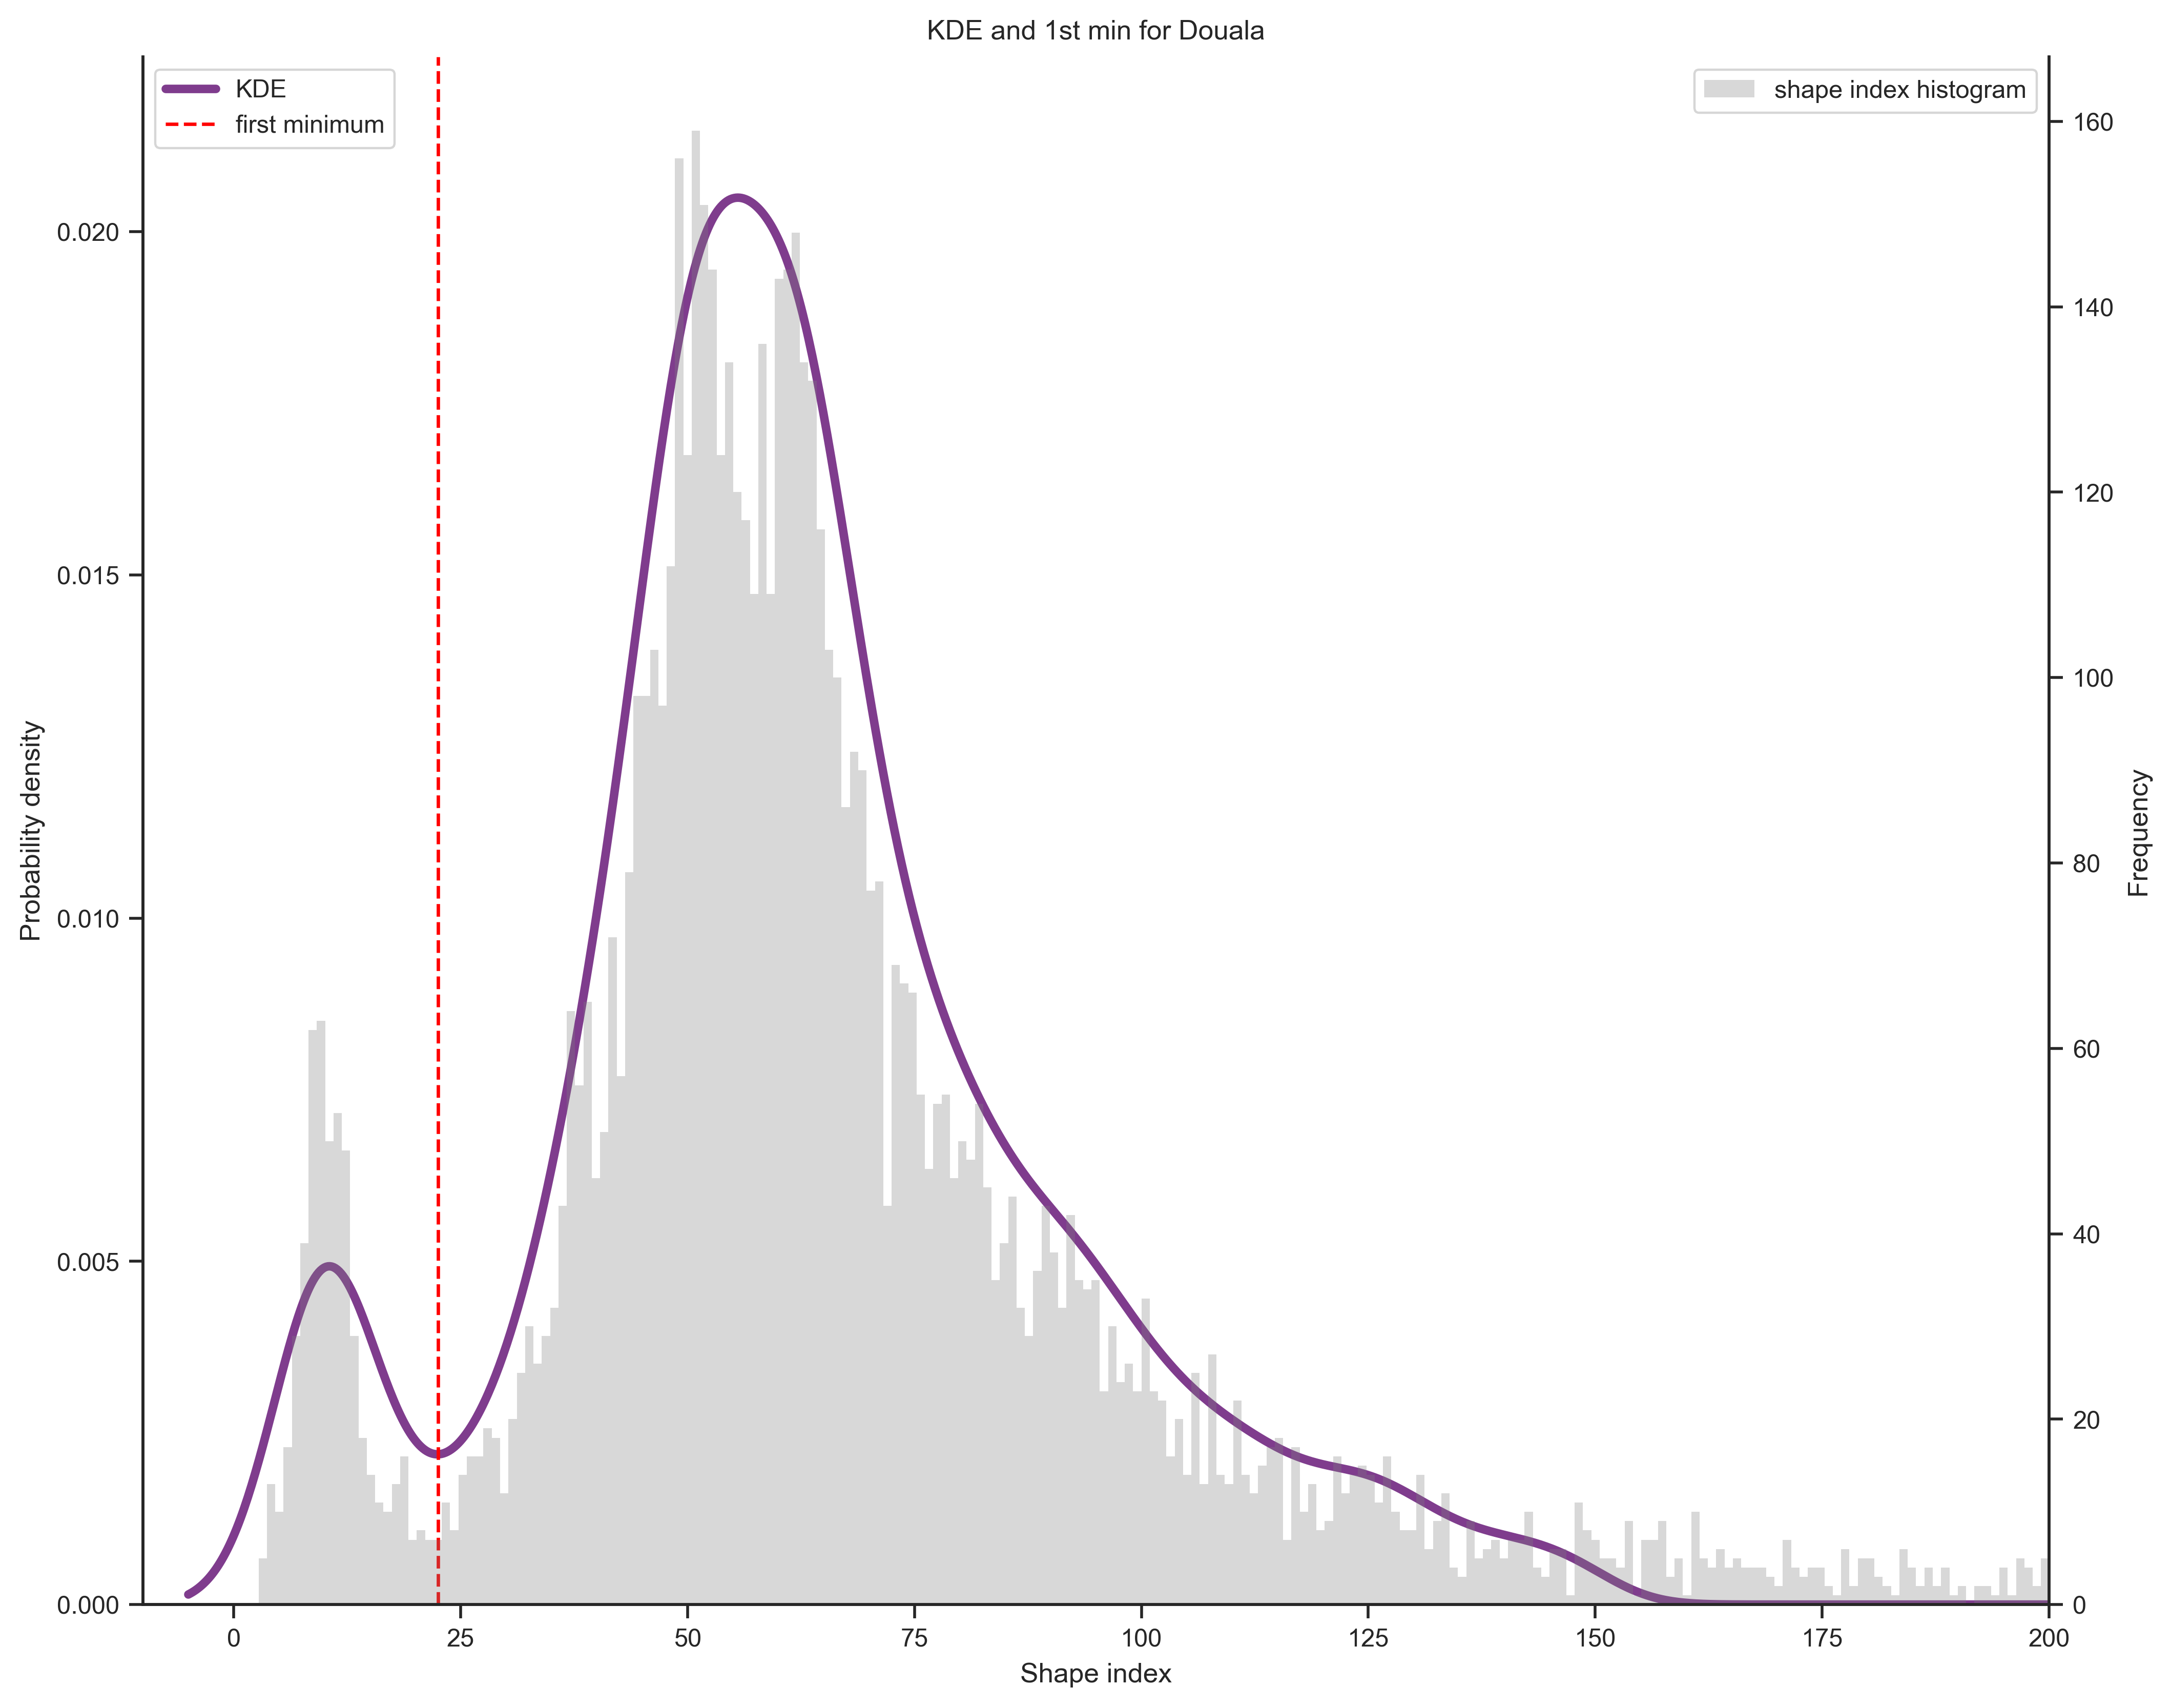 KDE and 1st min for Douala
KDE
first minimum
shape index histogram
0.020
0.015
0.010
0.005
0.000
Probability density
160
140
120
100
80
60
40
20
0
Frequency
0 25 50 75 100 125 150 175 200
Shape index